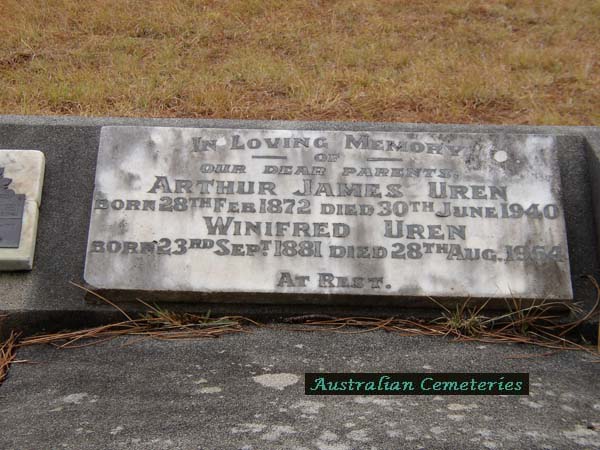 IN LOVING MEMORY
OF
OUR DEAR PARENTS,
ARTHUR JAMES UREN
BORN 28TH FEB 1872 DIED 30TH JUNE 1940
WINIFRED UREN
BORN 23RD SEPT. 1881 DIED 28TH AUG. 1954
AT REST.
Australian Cemeteries